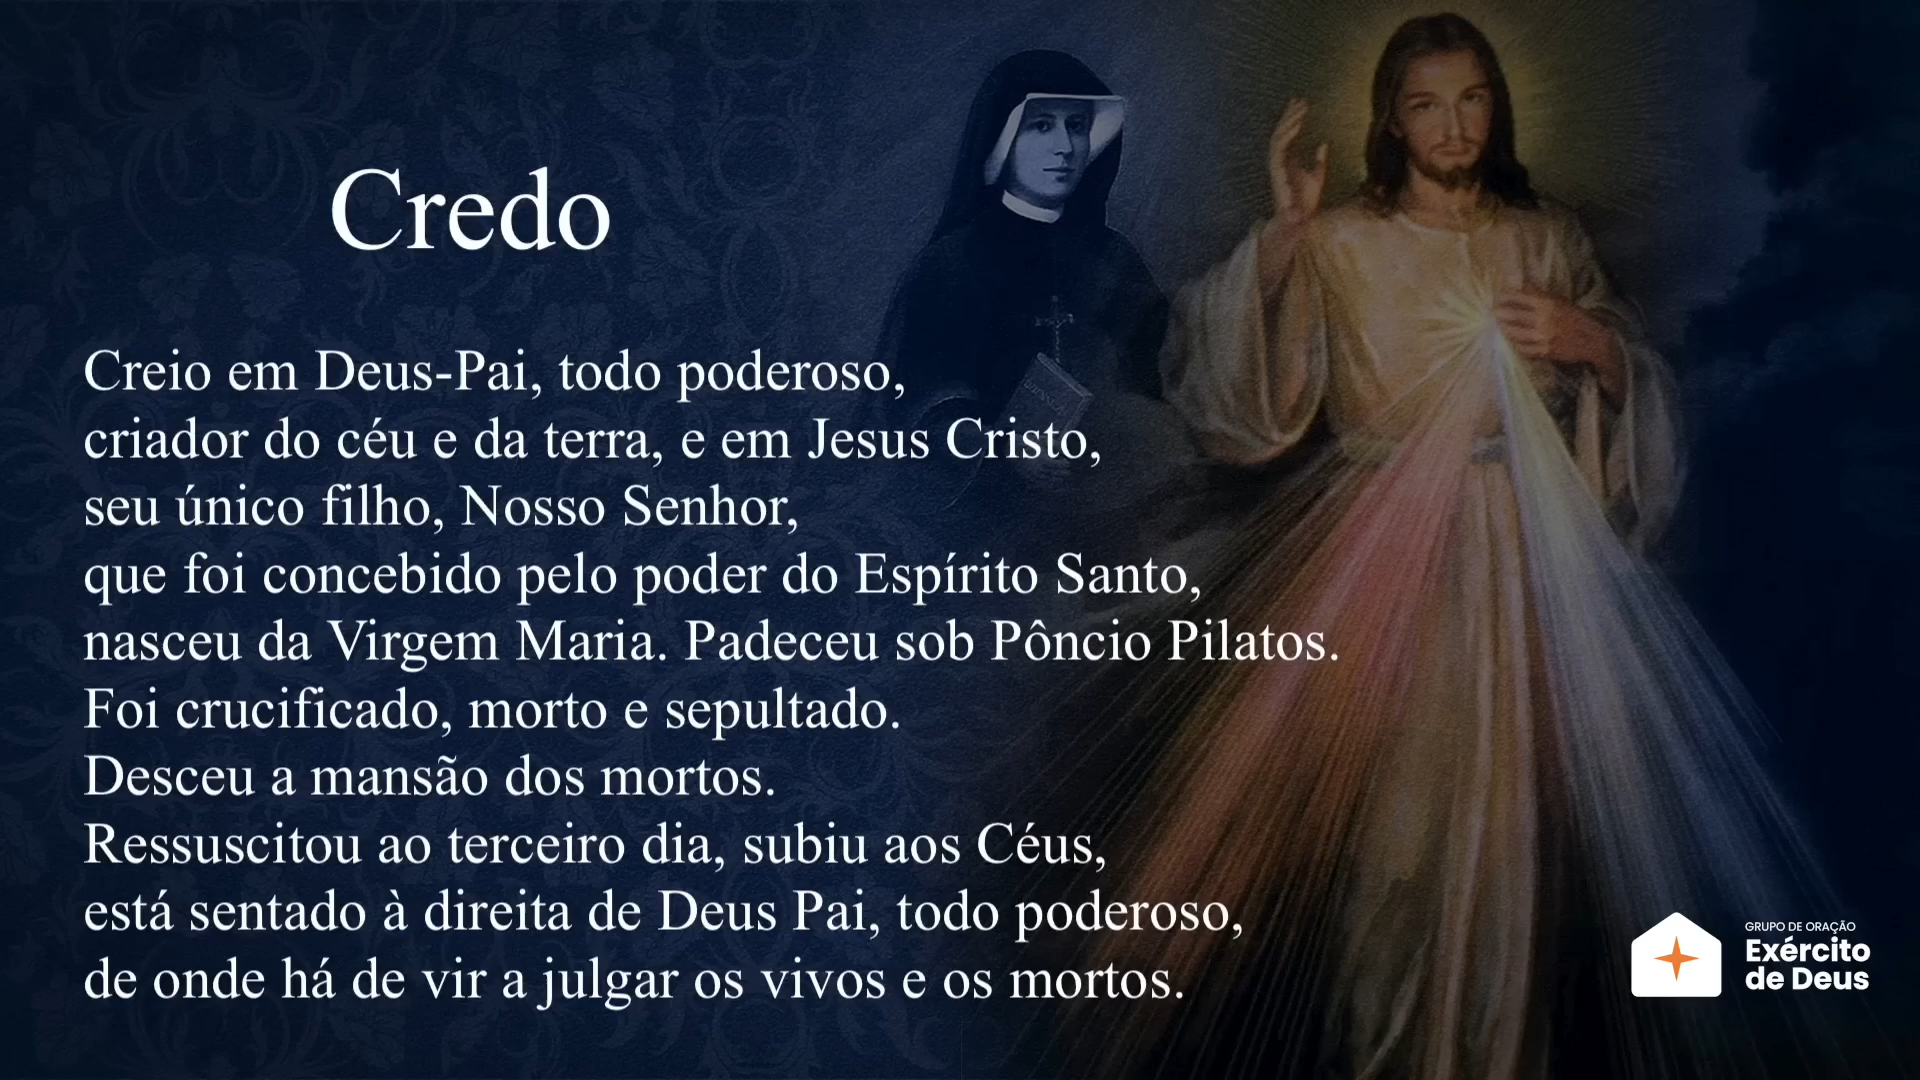 Credo
Creio em Deus-Pai, todo poderoso,
criador do céu e da terra, e em Jesus Cristo,
seu único filho, Nosso Senhor,
que foi concebido pelo poder do Espírito Santo,
nasceu da Virgem Maria. Padeceu sob Pôncio Pilatos.
Foi crucificado, morto e sepultado.
Desceu a mansão dos mortos.
Ressuscitou ao terceiro dia, subiu aos Céus,
está sentado à direita de Deus Pai, todo poderoso,
de onde há de vir a julgar os vivos e os mortos.
GRUPO DE ORAÇÃO
Exército
de Deus